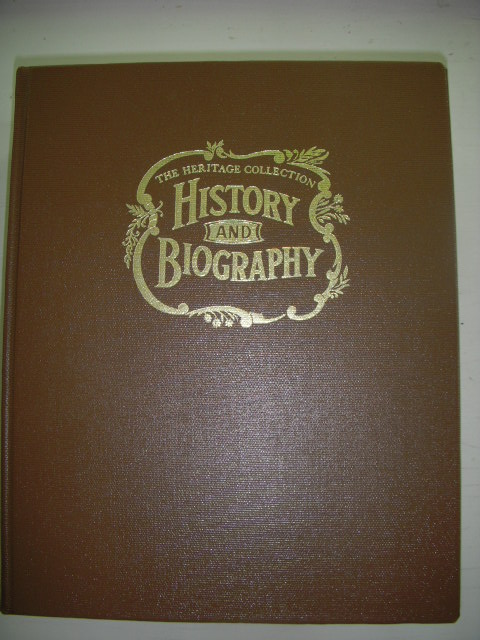 THE HERITAGE COLLECTION
HISTORY
AND
BIOGRAPHY